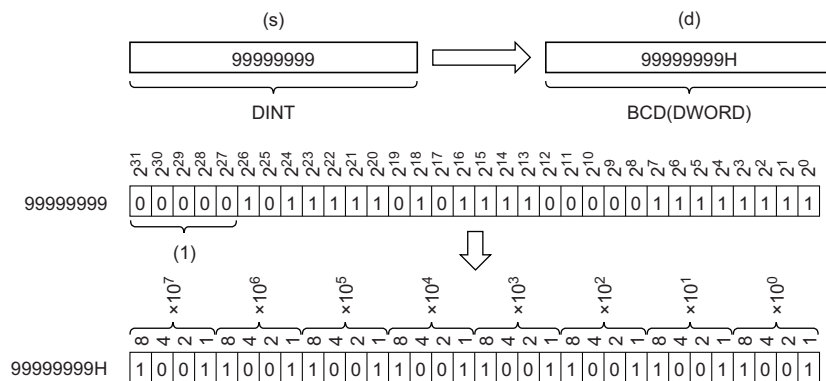 (s) (d)
99999999 99999999H
DINT BCD(DWORD)
2³¹ 2³⁰ 2²⁹ 2²⁸ 2²⁷ 2²⁶ 2²⁵ 2²⁴ 2²³ 2²² 2²¹ 2²⁰ 2¹⁹ 2¹⁸ 2¹⁷ 2¹⁶ 2¹⁵ 2¹⁴ 2¹³ 2¹² 2¹¹ 2¹⁰ 2⁹ 2⁸ 2⁷ 2⁶ 2⁵ 2⁴ 2³ 2² 2¹ 2⁰
99999999 0 0 0 0 0 1 0 1 1 1 1 1 0 1 0 1 1 1 1 0 0 0 0 0 1 1 1 1 1 1 1 1
(1)
×10⁷ ×10⁶ ×10⁵ ×10⁴ ×10³ ×10² ×10¹ ×10⁰
8 4 2 1 8 4 2 1 8 4 2 1 8 4 2 1 8 4 2 1 8 4 2 1 8 4 2 1 8 4 2 1
99999999H 1 0 0 1 1 0 0 1 1 0 0 1 1 0 0 1 1 0 0 1 1 0 0 1 1 0 0 1 1 0 0 1